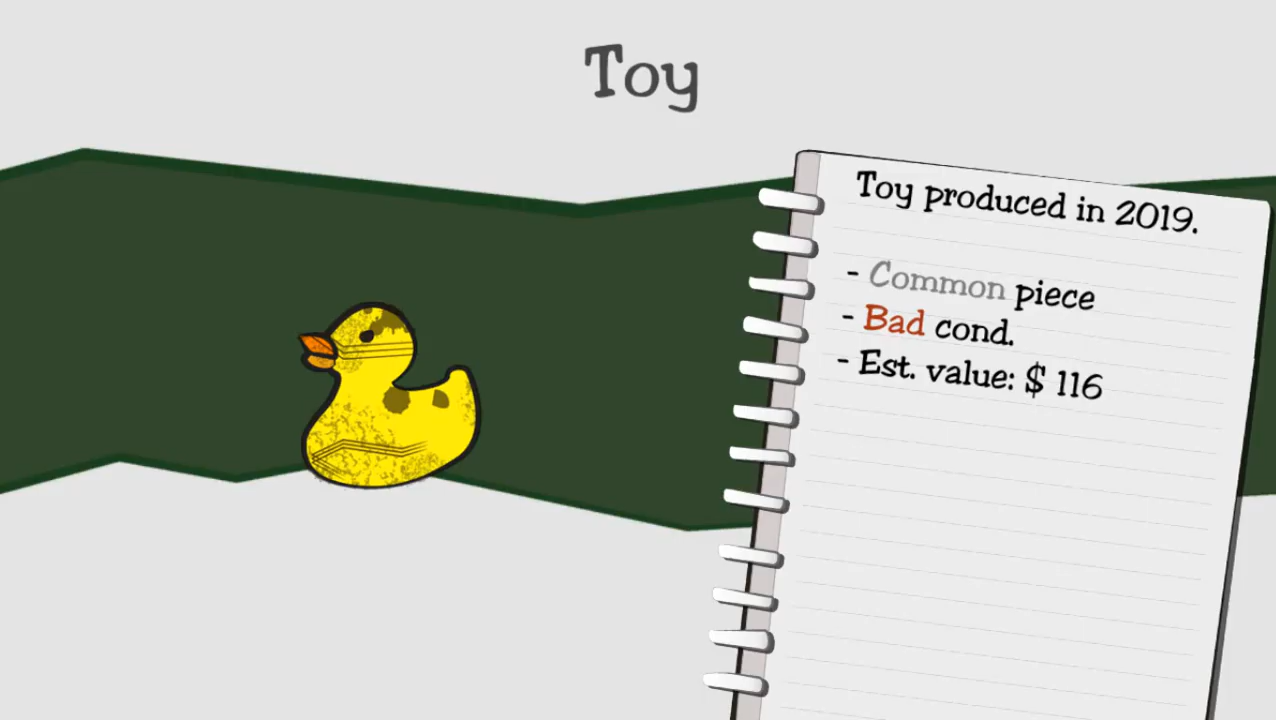 Toy
Toy produced in 2019.
- Common piece
- Bad cond.
- Est. value: $ 116